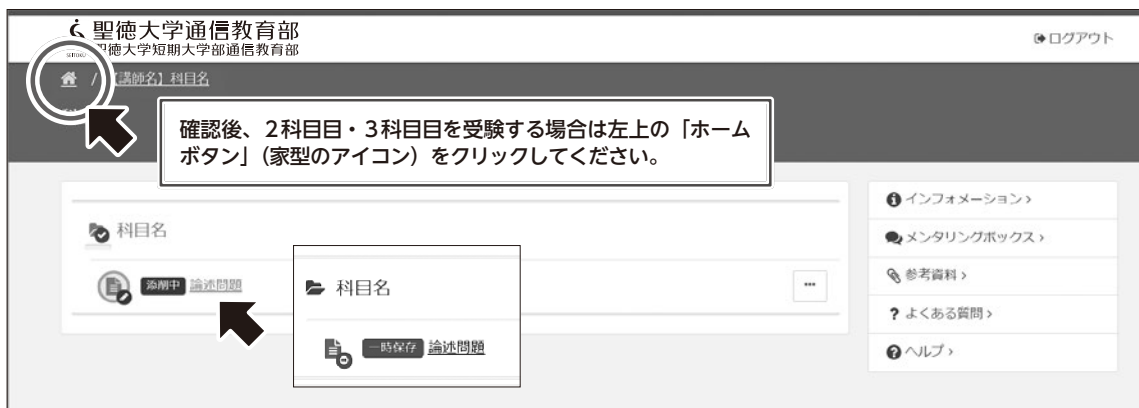 聖徳大学通信教育部
聖徳大学短期大学部通信教育部
ログアウト
/ 【講師名】科目名
確認後、2科目目・3科目目を受験する場合は左上の「ホーム
ボタン」(家型のアイコン)をクリックしてください。
科目名
添削中 論述問題
...
科目名
一時保存 論述問題
インフォメーション >
メンタリングボックス >
参考資料 >
? よくある質問 >
ヘルプ >